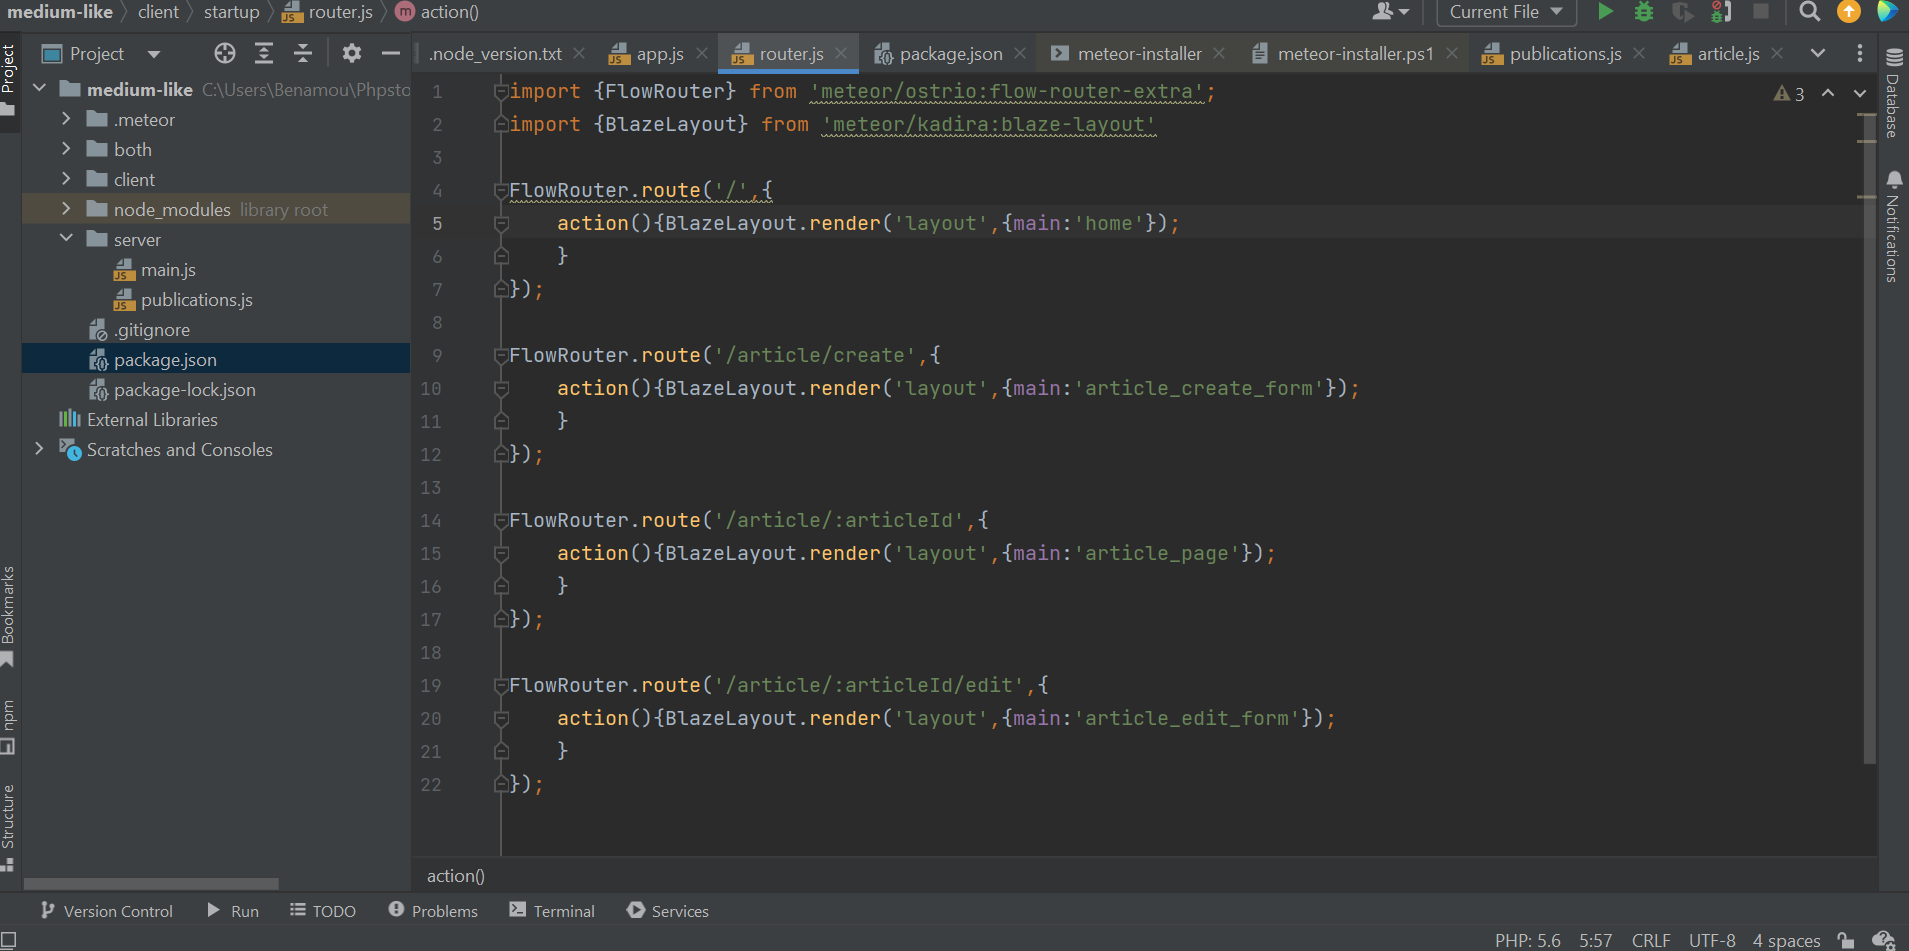 medium-like client startup router.js m action() Current File
Project .node_version.txt app.js router.js package.json meteor-installer meteor-installer.ps1 publications.js article.js
Project
medium-like C:\Users\Benamou\Phpsto
.meteor
both
client
node_modules library root
server
main.js
publications.js
.gitignore
package.json
package-lock.json
External Libraries
Scratches and Consoles
Bookmarks
npm
Structure
1 import {FlowRouter} from 'meteor/ostrio:flow-router-extra';
2 import {BlazeLayout} from 'meteor/kadira:blaze-layout'
3
4 FlowRouter.route('/',{
5 action(){BlazeLayout.render('layout',{main:'home'});
6 }
7 });
8
9 FlowRouter.route('/article/create',{
10 action(){BlazeLayout.render('layout',{main:'article_create_form'});
11 }
12 });
13
14 FlowRouter.route('/article/:articleId',{
15 action(){BlazeLayout.render('layout',{main:'article_page'});
16 }
17 });
18
19 FlowRouter.route('/article/:articleId/edit',{
20 action(){BlazeLayout.render('layout',{main:'article_edit_form'});
21 }
22 });
3
Database
Notifications
action()
Version Control Run TODO Problems Terminal Services
PHP: 5.6 5:57 CRLF UTF-8 4 spaces